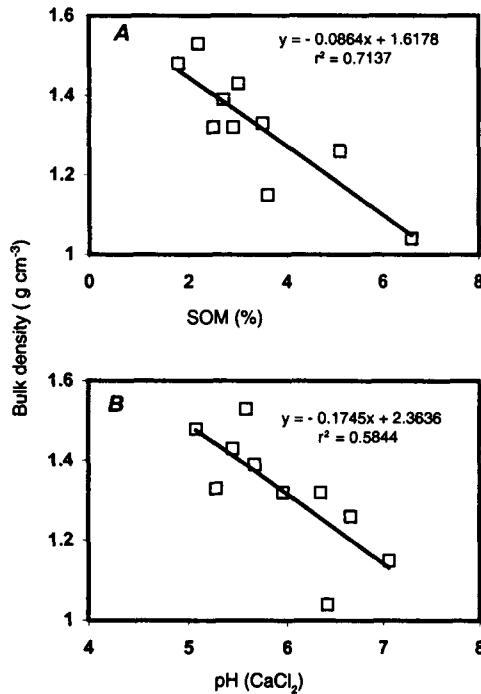 A
y = - 0.0864x + 1.6178
r² = 0.7137
1.6
1.4
1.2
1
0 2 4 6 8
SOM (%)
Bulk density ( g cm⁻³)
B
y = - 0.1745x + 2.3636
r² = 0.5844
1.6
1.4
1.2
1
4 5 6 7 8
pH (CaCl₂)